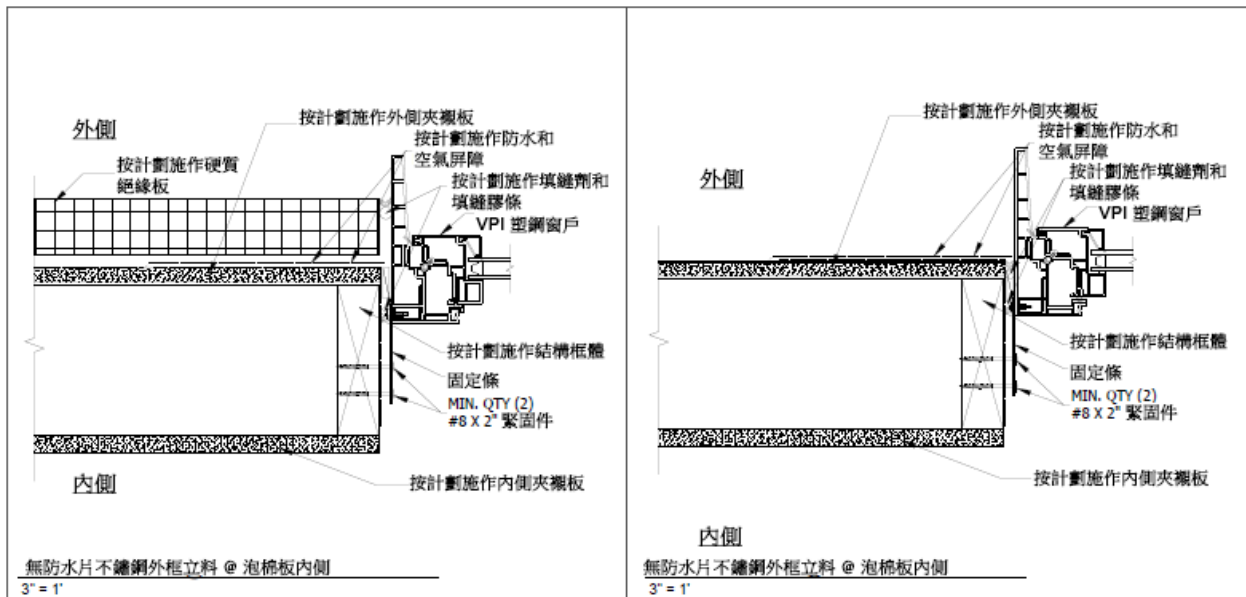 外側
按計劃施作外側夾襯板
按計劃施作防水和
空氣屏障
按計劃施作硬質
絕緣板
按計劃施作填縫劑和
填縫膠條
VPI 塑鋼窗戶
按計劃施作結構框體
固定條
MIN. QTY (2)
#8 X 2" 緊固件
按計劃施作內側夾襯板
內側
無防水片不鏽鋼外框立料 @ 泡棉板內側
3" = 1'
按計劃施作外側夾襯板
按計劃施作防水和
空氣屏障
外側
按計劃施作填縫劑和
填縫膠條
VPI 塑鋼窗戶
按計劃施作結構框體
固定條
MIN. QTY (2)
#8 X 2" 緊固件
按計劃施作內側夾襯板
內側
無防水片不鏽鋼外框立料 @ 泡棉板內側
3" = 1'